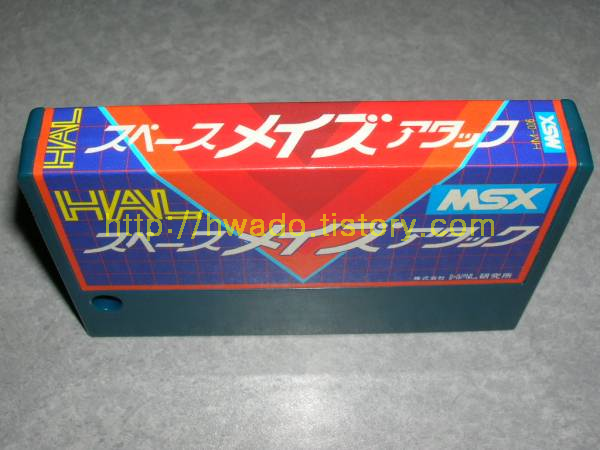 HAL
スペースメイズアタック
HM-006
MSX
HAL
MSX
http://hwado.tistory.com
スペースメイズアタック
株式会社 HAL研究所